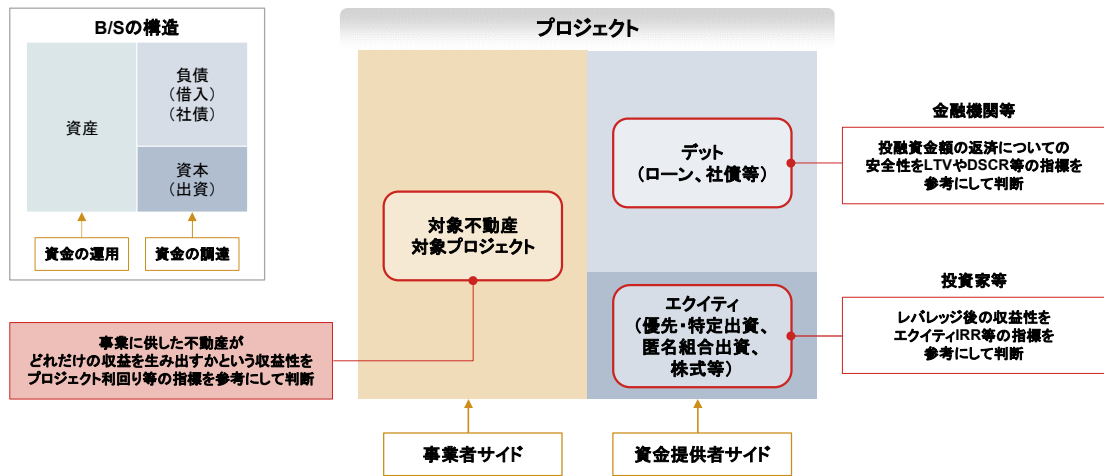 B/Sの構造
資産
負債
（借入）
（社債）
資本
（出資）
資金の運用
資金の調達
プロジェクト
対象不動産
対象プロジェクト
デット
（ローン、社債等）
エクイティ
（優先・特定出資、
匿名組合出資、
株式等）
金融機関等
投融資金額の返済についての
安全性をLTVやDSCR等の指標を
参考にして判断
投資家等
レバレッジ後の収益性を
エクイティIRR等の指標を
参考にして判断
事業に供した不動産が
どれだけの収益を生み出すかという収益性を
プロジェクト利回り等の指標を参考にして判断
事業者サイド
資金提供者サイド